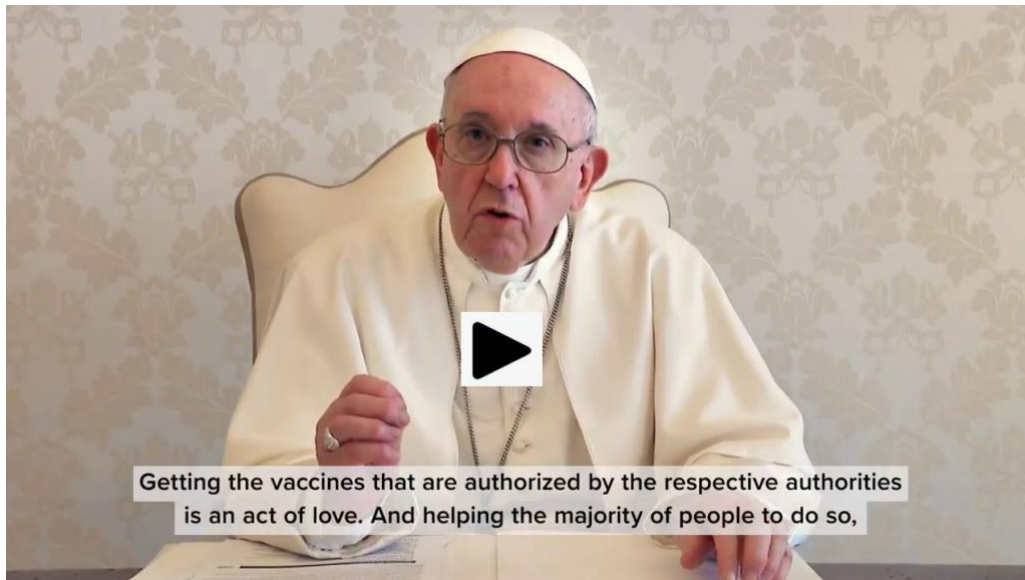 Getting the vaccines that are authorized by the respective authorities
is an act of love. And helping the majority of people to do so,